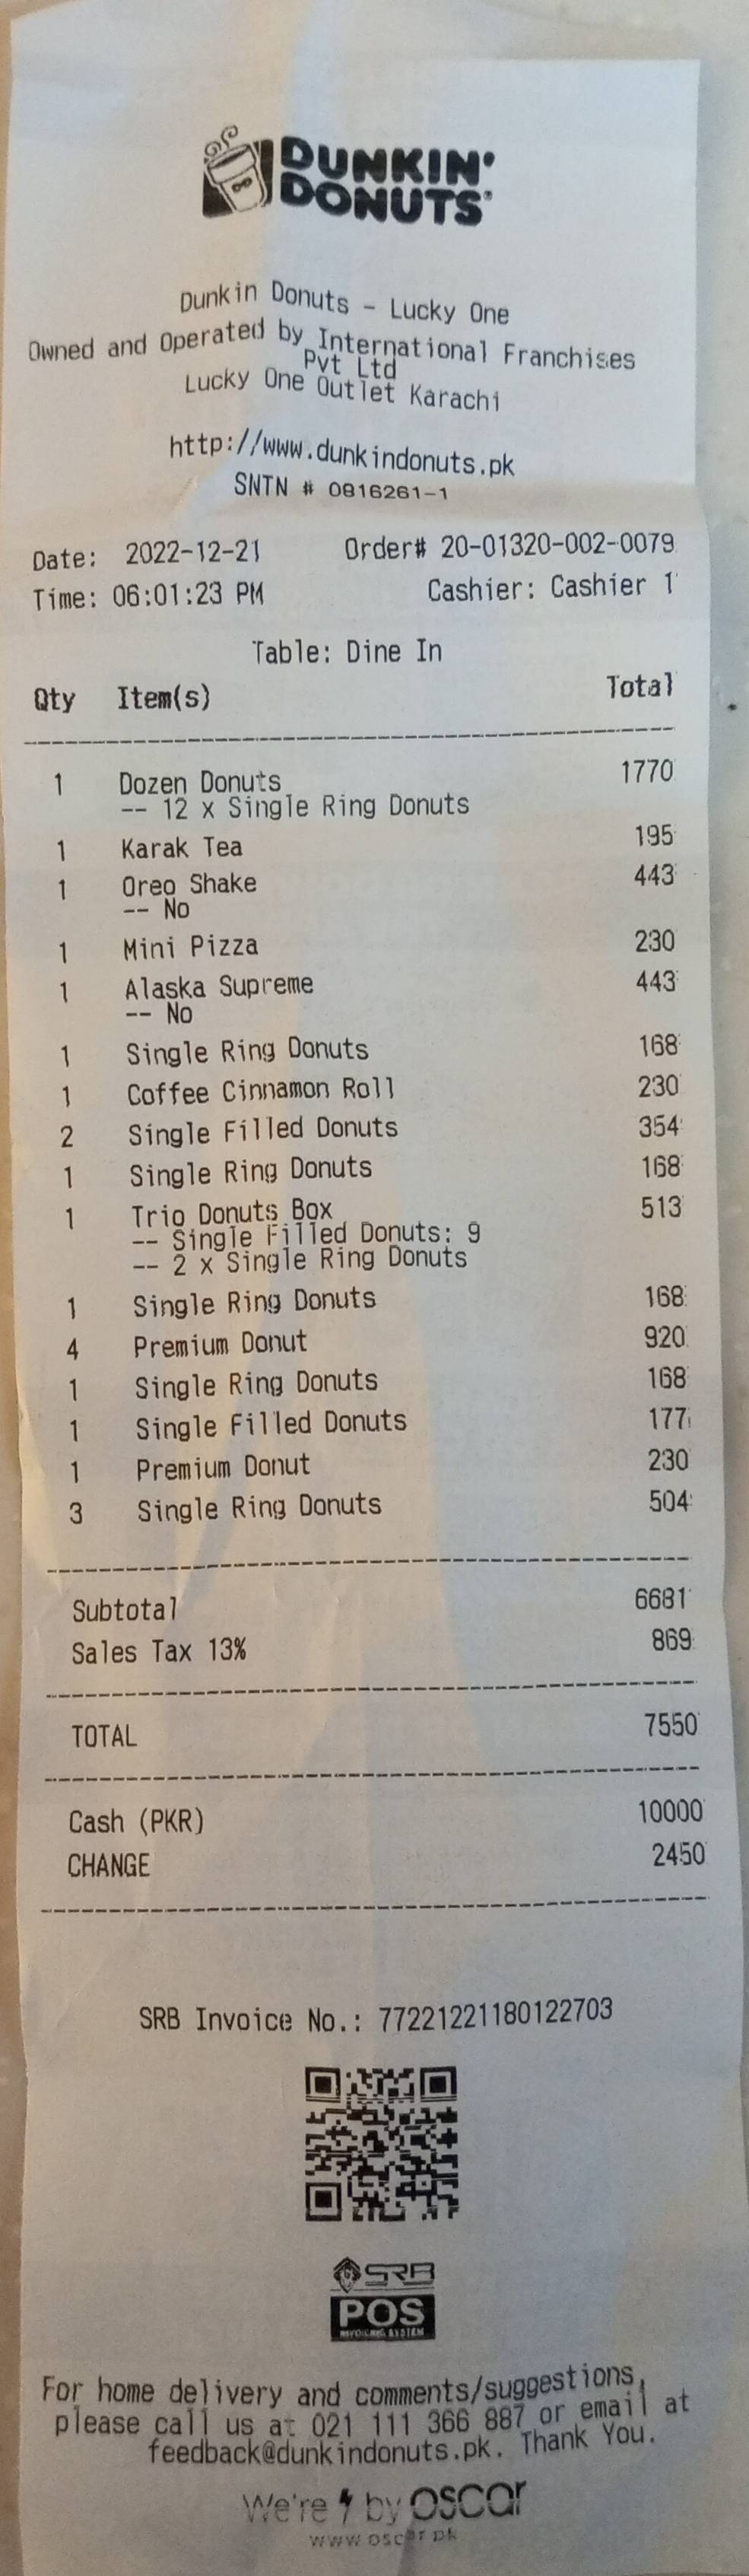 DUNKIN'
DONUTS
Dunkin Donuts - Lucky One
Owned and Operated by International Franchises
Pvt Ltd
Lucky One Outlet Karachi
http://www.dunkindonuts.pk
SNTN # 0816261-1
Date: 2022-12-21 Order# 20-01320-002-0079
Time: 06:01:23 PM Cashier: Cashier 1
Table: Dine In
Qty Item(s) Total
1 Dozen Donuts 1770
-- 12 x Single Ring Donuts
1 Karak Tea 195
1 Oreo Shake 443
-- No
1 Mini Pizza 230
1 Alaska Supreme 443
-- No
1 Single Ring Donuts 168
1 Coffee Cinnamon Roll 230
2 Single Filled Donuts 354
1 Single Ring Donuts 168
1 Trio Donuts Box 513
-- Single Filled Donuts: 9
-- 2 x Single Ring Donuts
1 Single Ring Donuts 168
4 Premium Donut 920
1 Single Ring Donuts 168
1 Single Filled Donuts 177
1 Premium Donut 230
3 Single Ring Donuts 504
Subtotal 6681
Sales Tax 13% 869
TOTAL 7550
Cash (PKR) 10000
CHANGE 2450
SRB Invoice No.: 77221221180122703
SRB
POS
INVOICING SYSTEM
For home delivery and comments/suggestions,
please call us at 021 111 366 887 or email at
feedback@dunkindonuts.pk. Thank You.
We're by oscar
www oscar pk